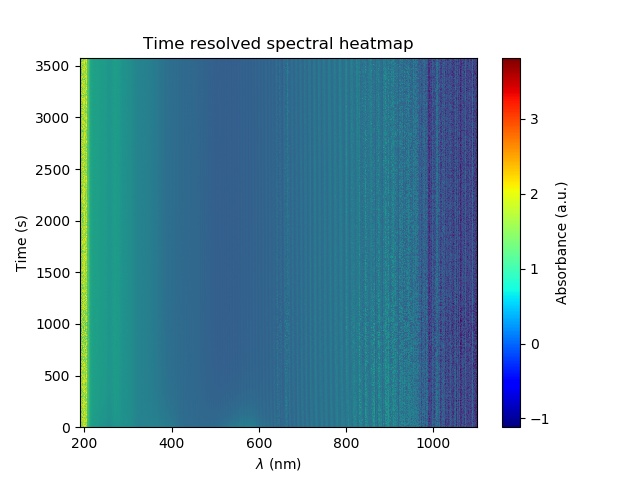 Time resolved spectral heatmap
3500
3000
2500
2000
1500
1000
500
0
Time (s)
200 400 600 800 1000
λ (nm)
3
2
1
0
−1
Absorbance (a.u.)